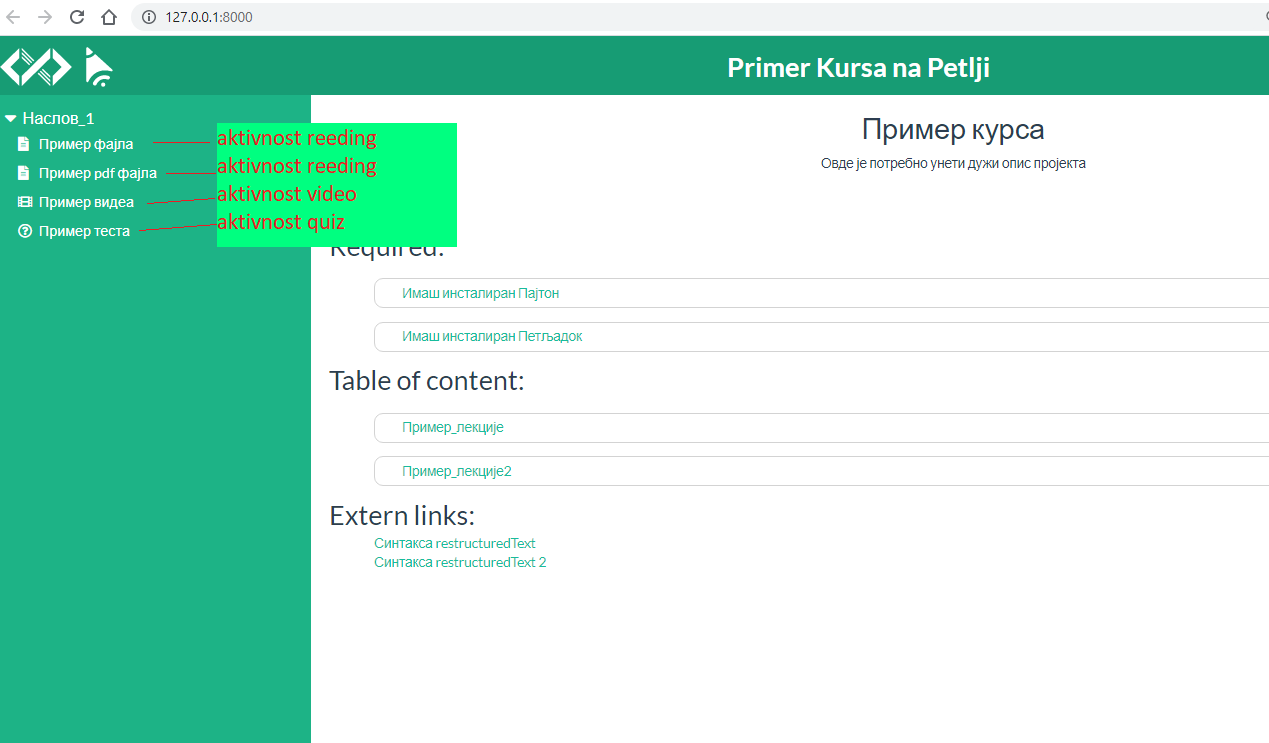 127.0.0.1:8000
Primer Kursa na Petlji
Наслов_1
Пример фајла
Пример pdf фајла
Пример видеа
Пример теста
aktivnost reeding
aktivnost reeding
aktivnost video
aktivnost quiz
Пример курса
Овде је потребно унети дужи опис пројекта
Required:
Имаш инсталиран Пајтон
Имаш инсталиран Петљадок
Table of content:
Пример_лекције
Пример_лекције2
Extern links:
Синтакса restructuredText
Синтакса restructuredText 2